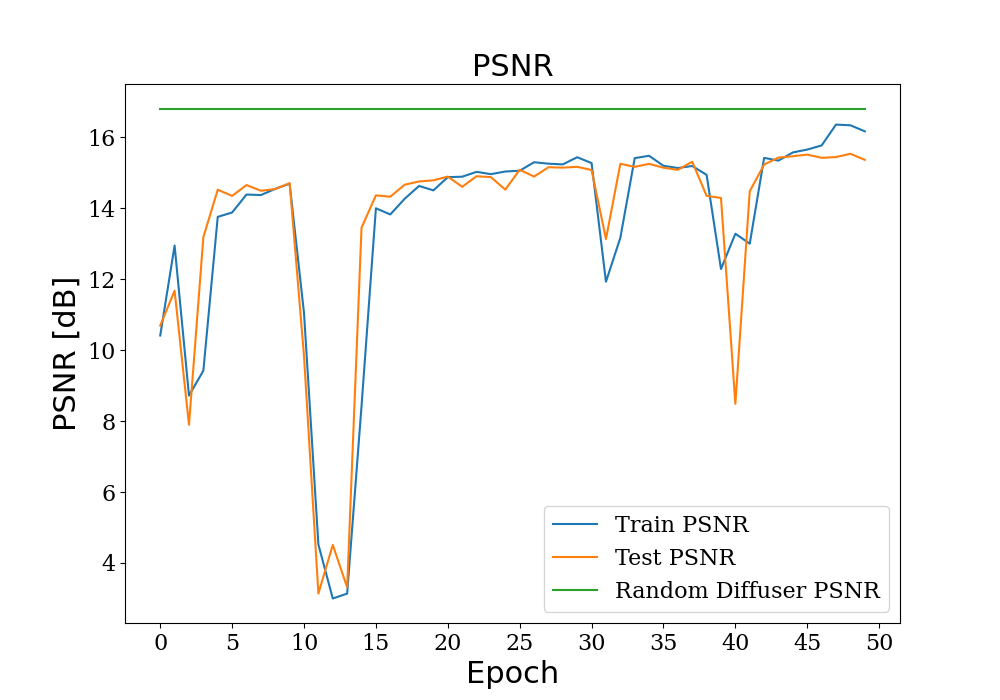 PSNR
PSNR [dB]
16
14
12
10
8
6
4
Train PSNR
Test PSNR
Random Diffuser PSNR
0 5 10 15 20 25 30 35 40 45 50
Epoch